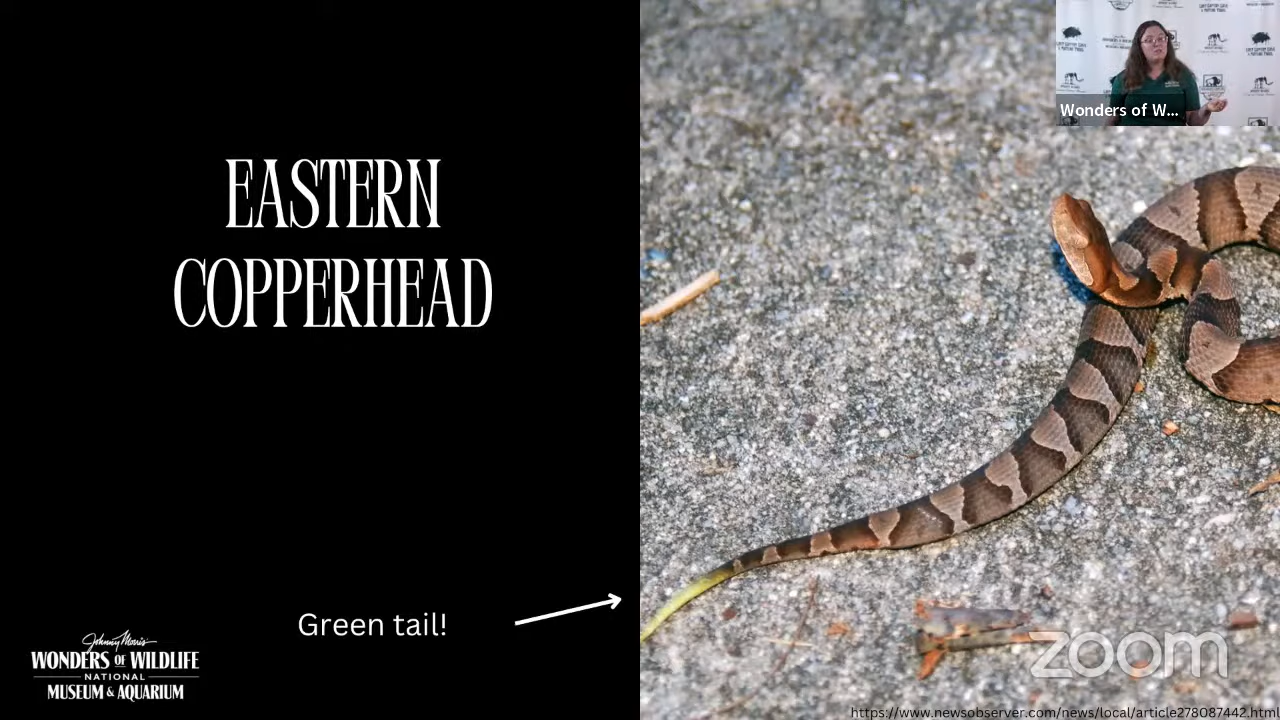 EASTERN
COPPERHEAD
Green tail!
Johnny Morris'
WONDERS OF WILDLIFE
NATIONAL
MUSEUM & AQUARIUM
Wonders of W...
zoom
https://www.newsobserver.com/news/local/article278087442.html